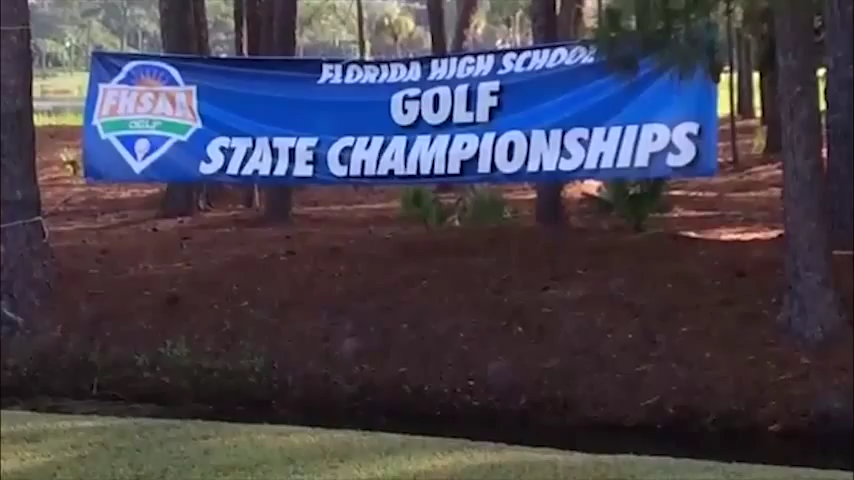 FLORIDA HIGH SCHOOL
GOLF
STATE CHAMPIONSHIPS
FHSAA
GOLF